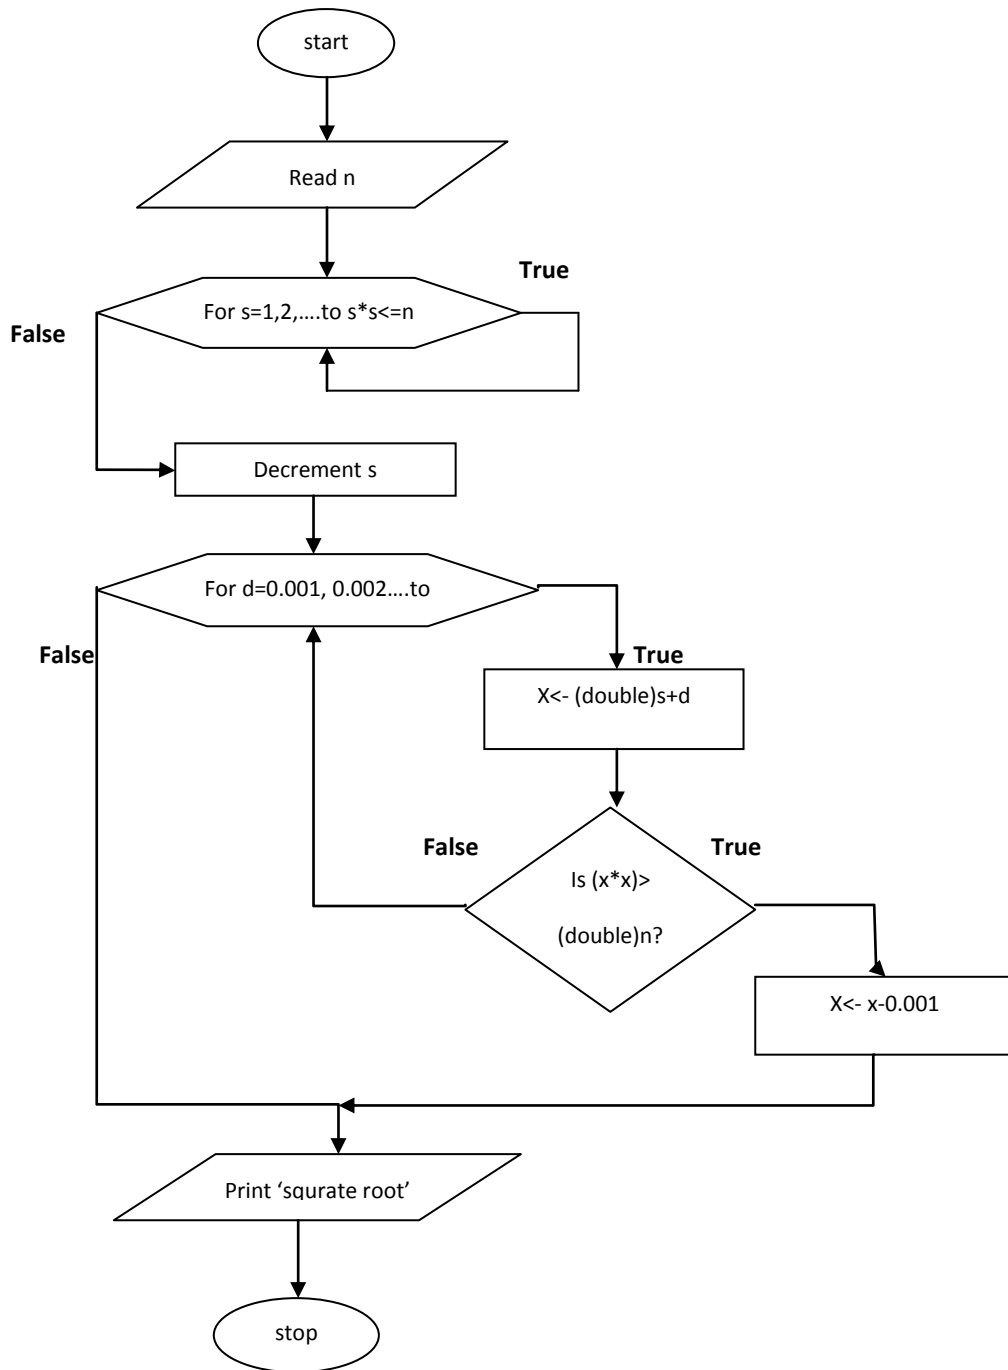 start
Read n
True
For s=1,2,....to s*s<=n
False
Decrement s
For d=0.001, 0.002....to
False
True
X<- (double)s+d
False
True
Is (x*x)>
(double)n?
X<- x-0.001
Print ‘squrate root’
stop